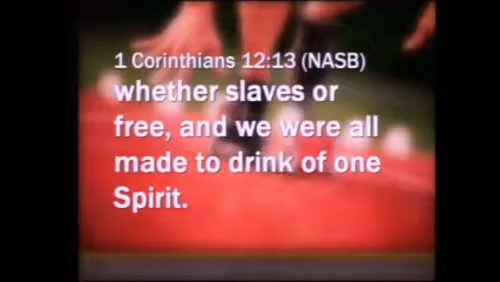 1 Corinthians 12:13 (NASB)
whether slaves or
free, and we were all
made to drink of one
Spirit.